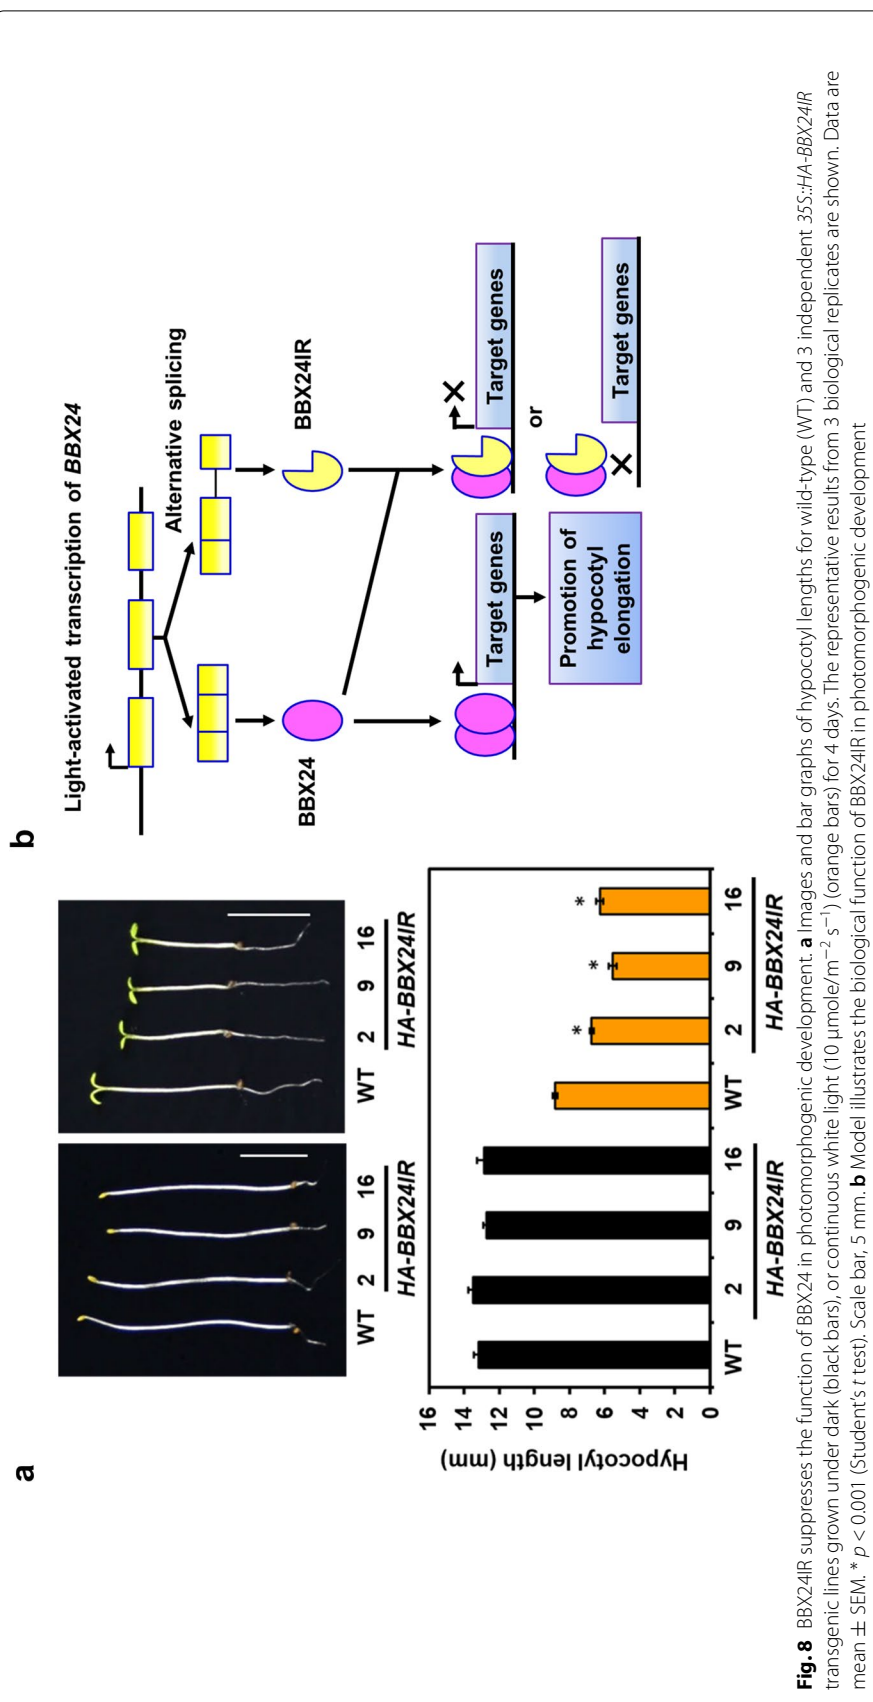 a
WT 2 9 16
HA-BBX24IR
WT 2 9 16
HA-BBX24IR
Hypocotyl length (mm)
16
14
12
10
8
6
4
2
0
* * *
WT 2 9 16 WT 2 9 16
HA-BBX24IR HA-BBX24IR
b
Light-activated transcription of BBX24
Alternative splicing
BBX24
BBX24IR
Target genes
Target genes
Promotion of
hypocotyl
elongation
or
Target genes
Fig. 8 BBX24IR suppresses the function of BBX24 in photomorphogenic development. a Images and bar graphs of hypocotyl lengths for wild-type (WT) and 3 independent 35S::HA-BBX24IR
transgenic lines grown under dark (black bars), or continuous white light (10 μmole/m−2 s−1) (orange bars) for 4 days. The representative results from 3 biological replicates are shown. Data are
mean ± SEM. * p < 0.001 (Student's t test). Scale bar, 5 mm. b Model illustrates the biological function of BBX24IR in photomorphogenic development